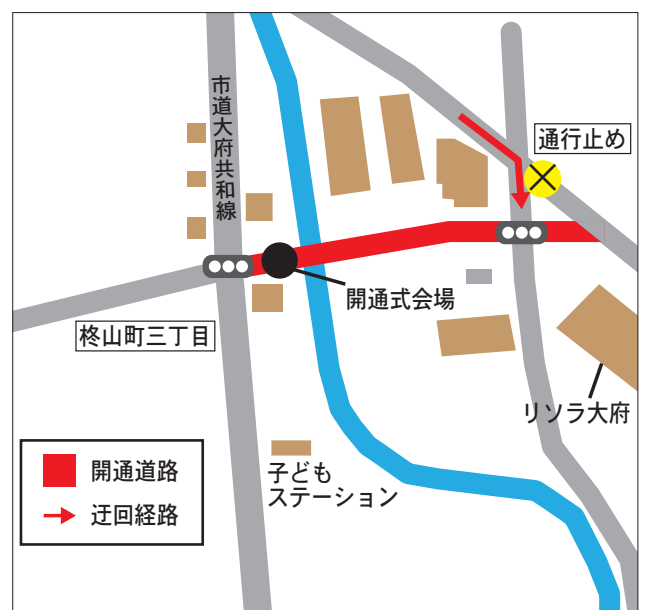 市道大府共和線
通行止め
開通式会場
柊山町三丁目
リソラ大府
子ども
ステーション
開通道路
迂回経路